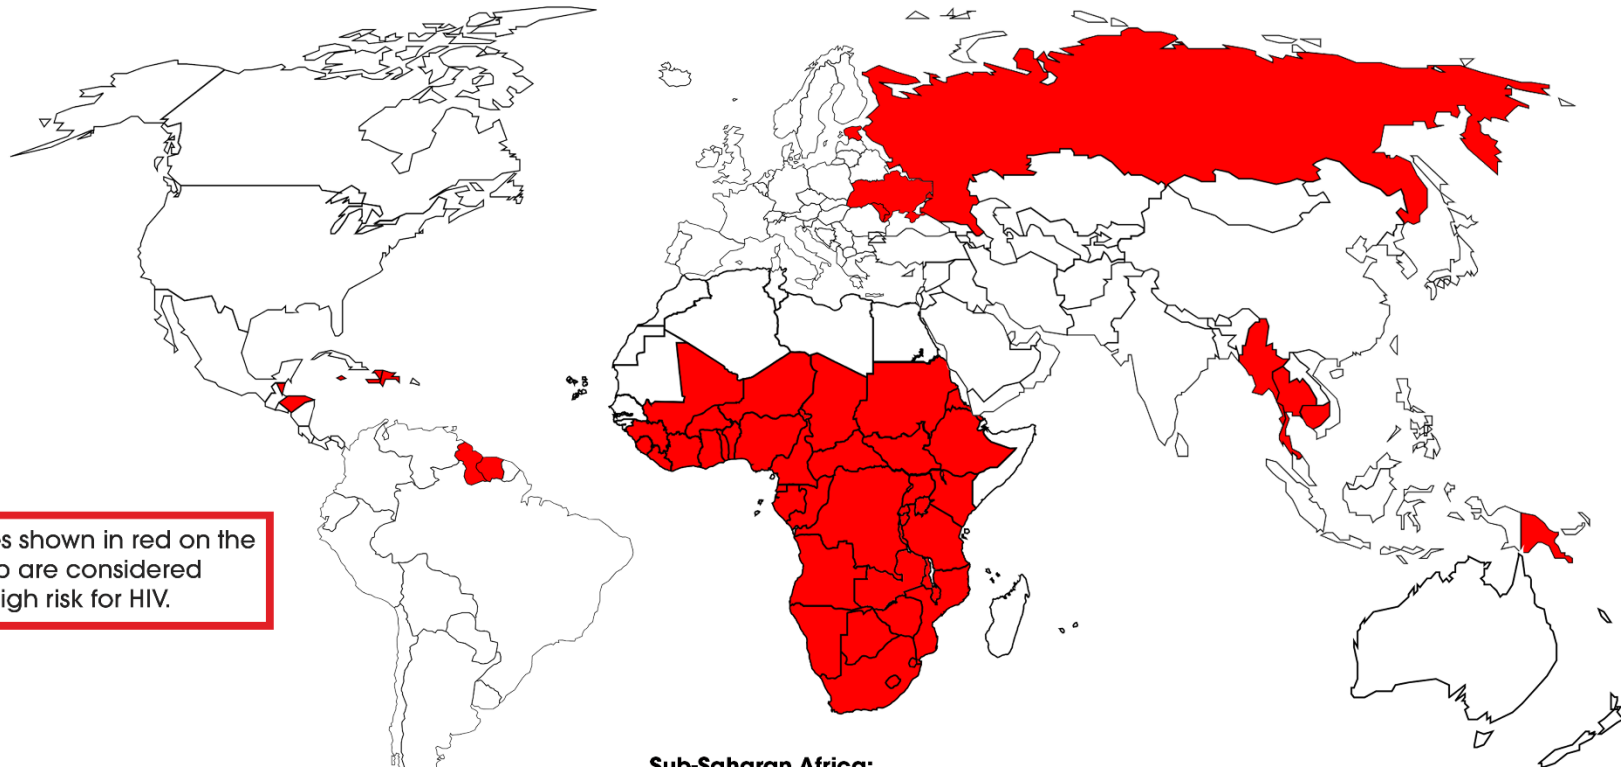 s shown in red on the
are considered
igh risk for HIV.
Sub-Saharan Africa: